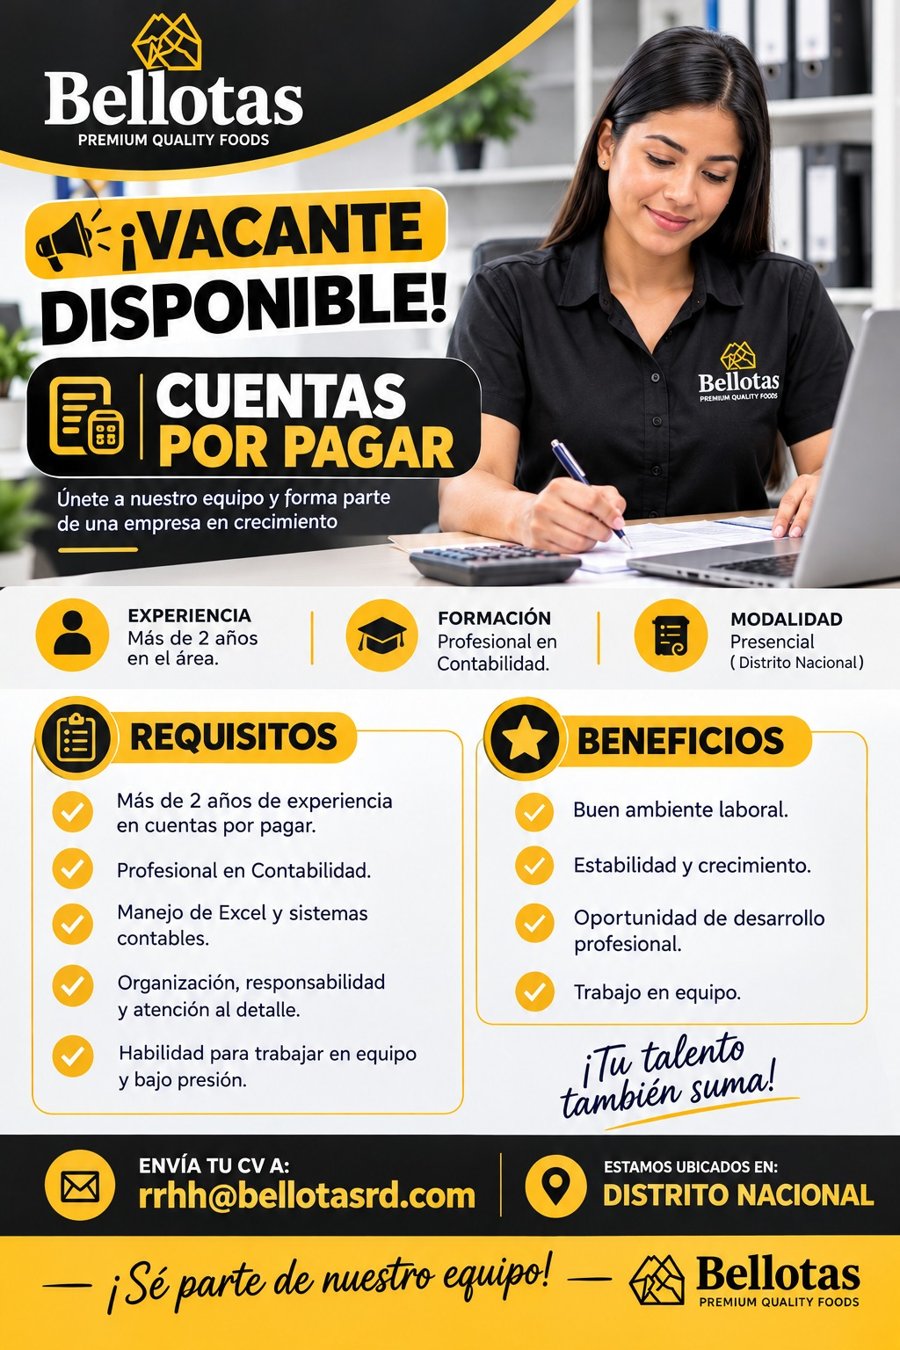 Bellotas
PREMIUM QUALITY FOODS
¡VACANTE
DISPONIBLE!
CUENTAS
POR PAGAR
Únete a nuestro equipo y forma parte
de una empresa en crecimiento
Bellotas
PREMIUM QUALITY FOODS
EXPERIENCIA
Más de 2 años
en el área.
FORMACIÓN
Profesional en
Contabilidad.
MODALIDAD
Presencial
( Distrito Nacional)
REQUISITOS
Más de 2 años de experiencia
en cuentas por pagar.
Profesional en Contabilidad.
Manejo de Excel y sistemas
contables.
Organización, responsabilidad
y atención al detalle.
Habilidad para trabajar en equipo
y bajo presión.
BENEFICIOS
Buen ambiente laboral.
Estabilidad y crecimiento.
Oportunidad de desarrollo
profesional.
Trabajo en equipo.
¡Tu talento
también suma!
ENVÍA TU CV A:
rrhh@bellotasrd.com
ESTAMOS UBICADOS EN:
DISTRITO NACIONAL
¡Sé parte de nuestro equipo!
Bellotas
PREMIUM QUALITY FOODS